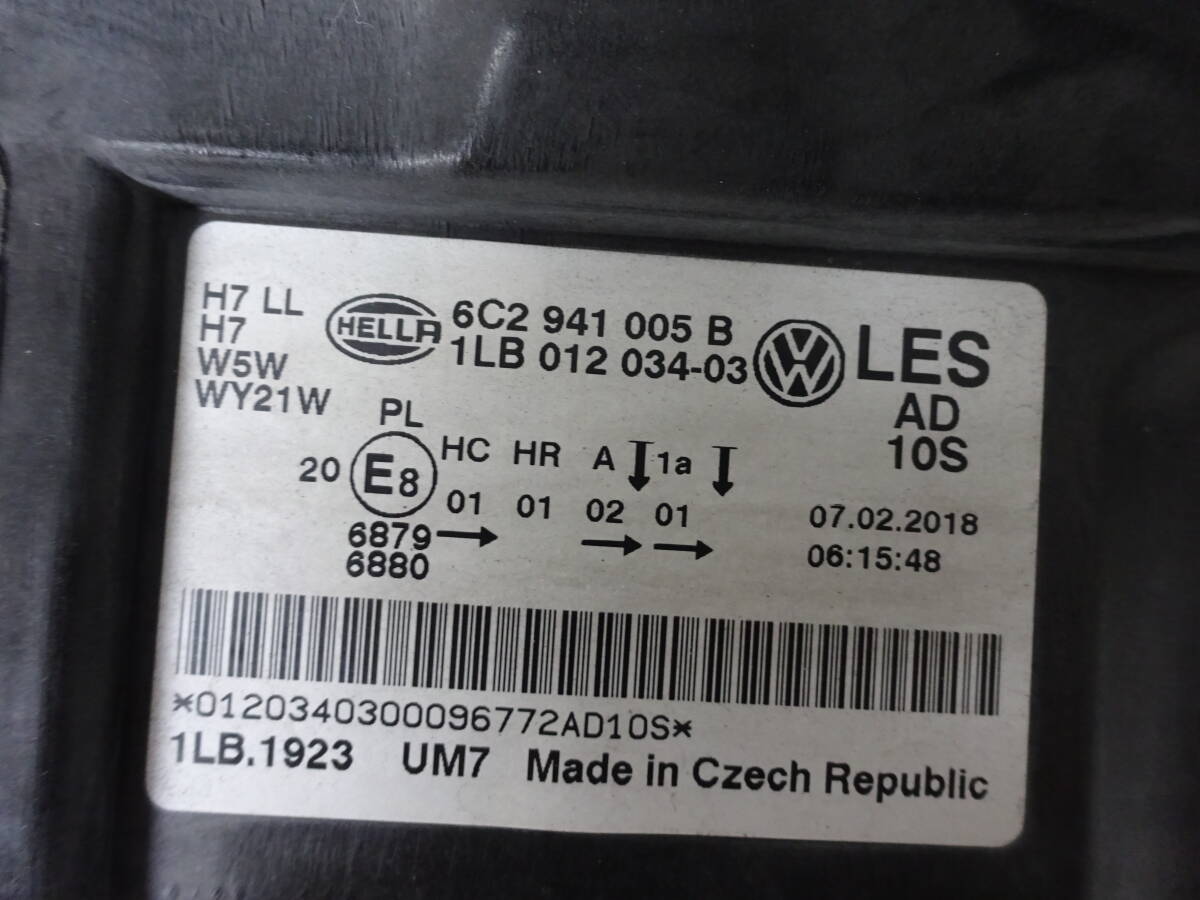 H7 LL
H7
W5W
WY21W
HELLA
6C2 941 005 B
1LB 012 034-03
VW
LES
AD
10S
PL
20 E8 HC HR A 1a
01 01 02 01
6879
6880
07.02.2018
06:15:48
*0120340300096772AD10S*
1LB.1923 UM7 Made in Czech Republic